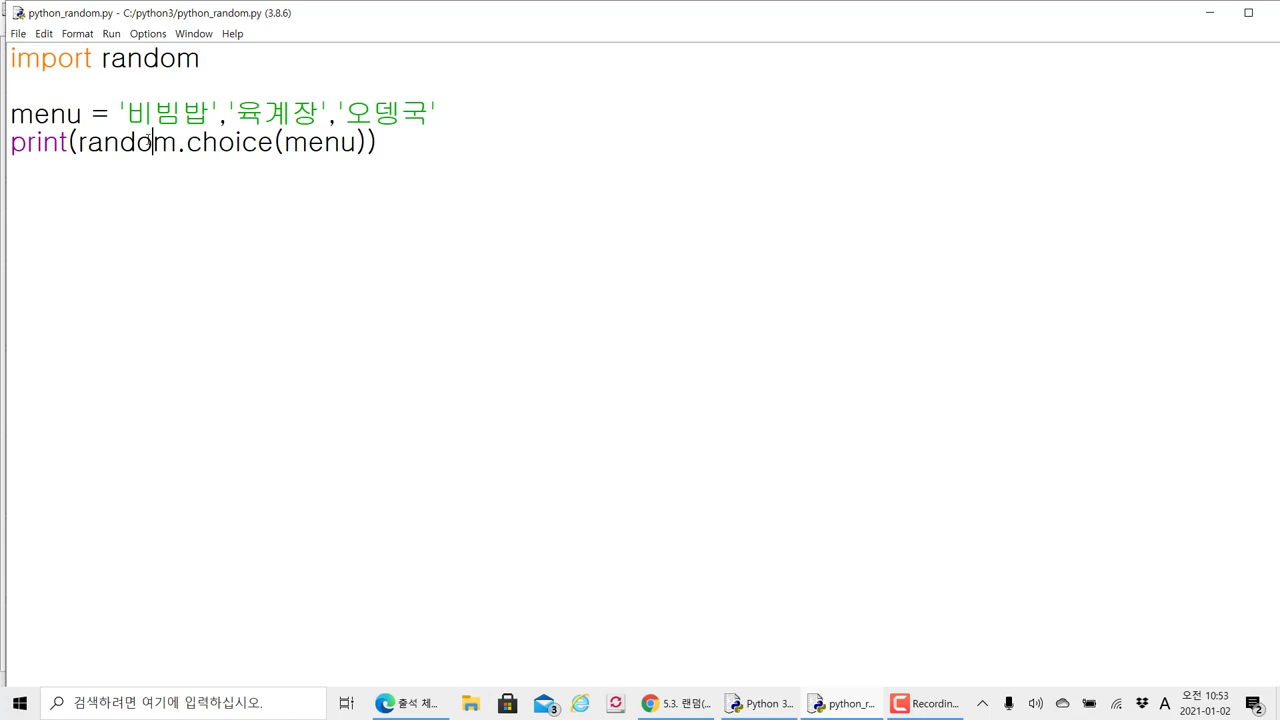 python_random.py - C:/python3/python_random.py (3.8.6)
File Edit Format Run Options Window Help
import random
menu = '비빔밥','육계장','오뎅국'
print(random.choice(menu))
검색하려면 여기에 입력하십시오.
3
출석 체...
5.3. 랜덤(...
Python 3...
python_r...
Recordin...
A
오전 10:53
2021-01-02
2